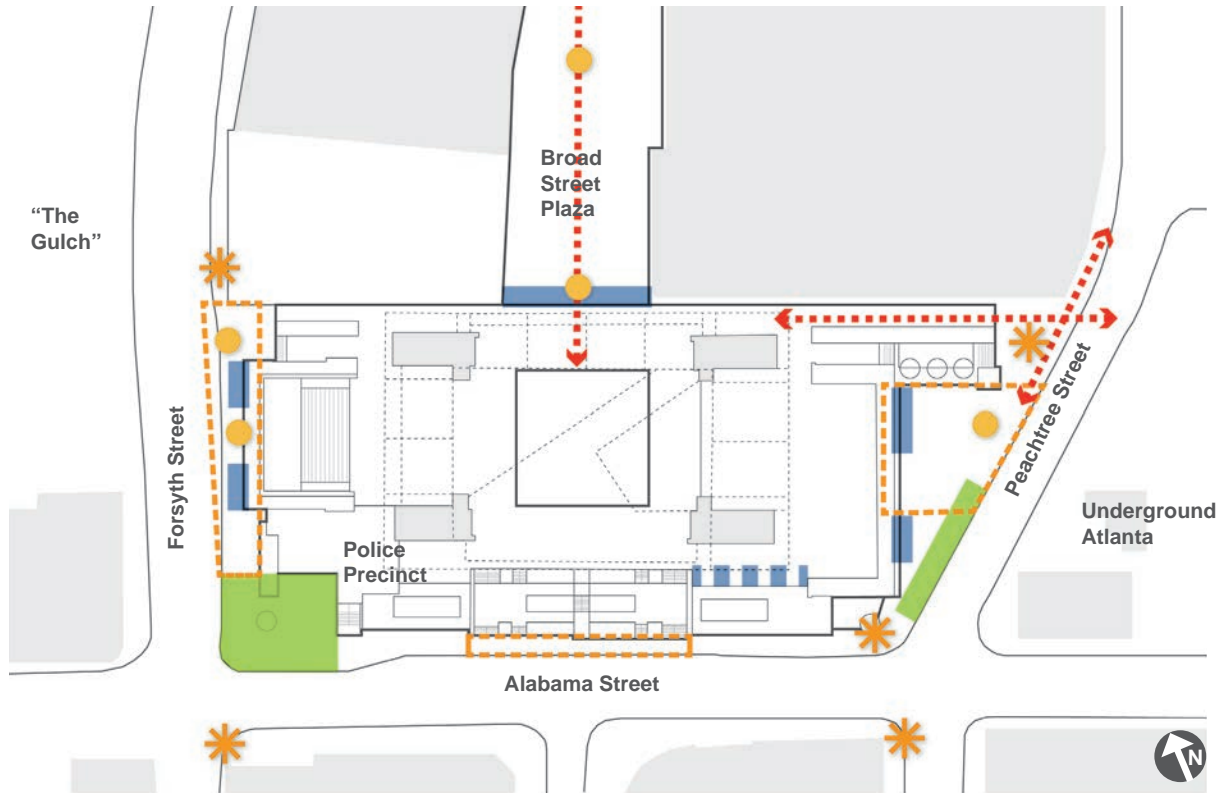 Broad
Street
Plaza
“The
Gulch”
Forsyth Street
Peachtree Street
Underground
Atlanta
Police
Precinct
Alabama Street
N